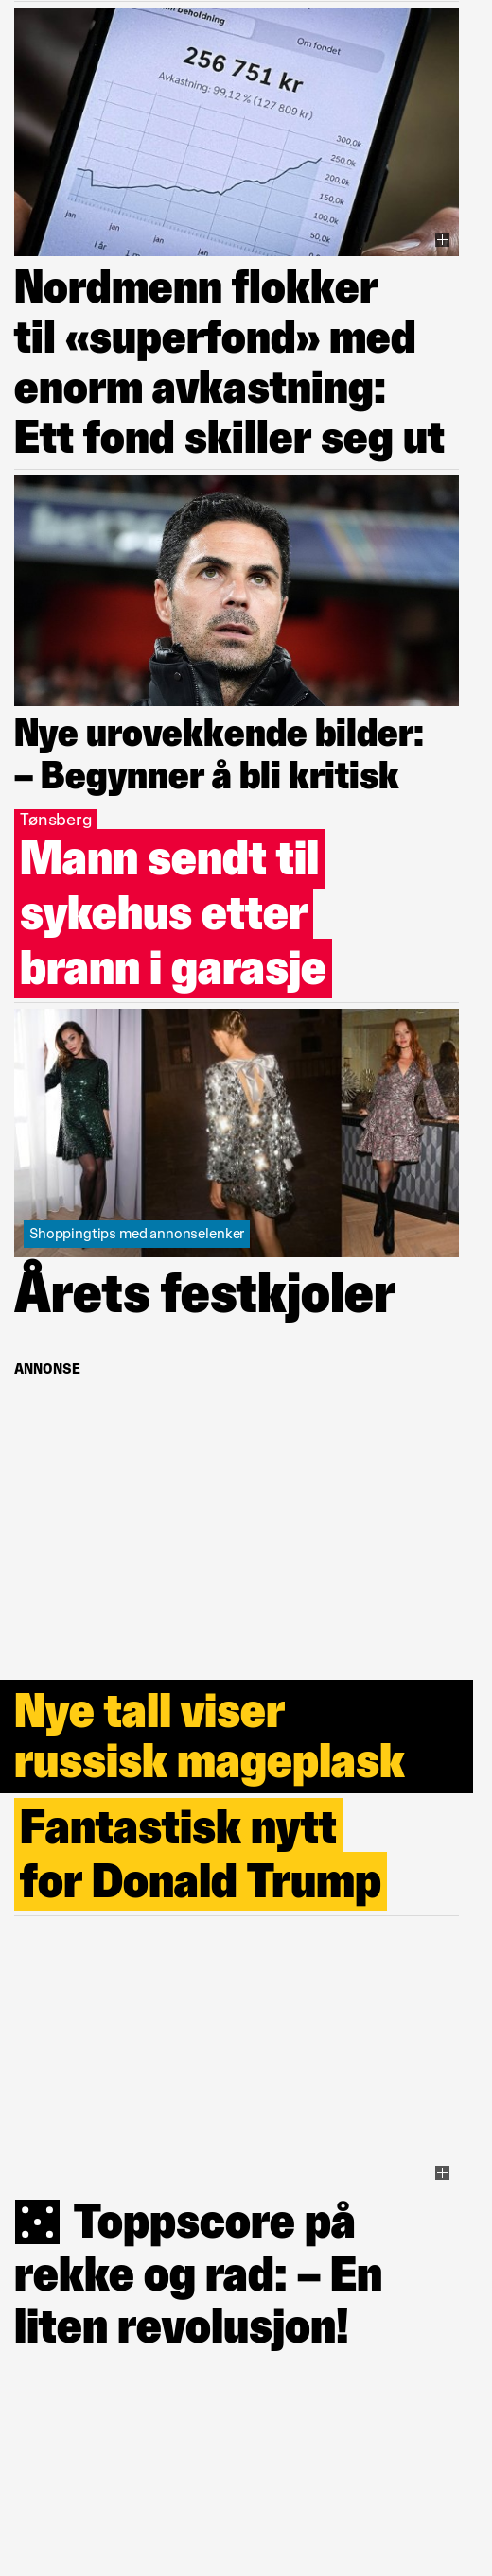 beholdning
Om fondet
256 751 kr
Avkastning: 99,12 % (127 809 kr)
300,0k
250,0k
200,0k
150,0k
100,0k
50,0k
jan
jan
jan
jan
i år
Nordmenn flokker
til «superfond» med
enorm avkastning:
Ett fond skiller seg ut
Nye urovekkende bilder:
– Begynner å bli kritisk
Tønsberg
Mann sendt til
sykehus etter
brann i garasje
Shoppingtips med annonselenker
Årets festkjoler
ANNONSE
Nye tall viser
russisk mageplask
Fantastisk nytt
for Donald Trump
Toppscore på
rekke og rad: – En
liten revolusjon!